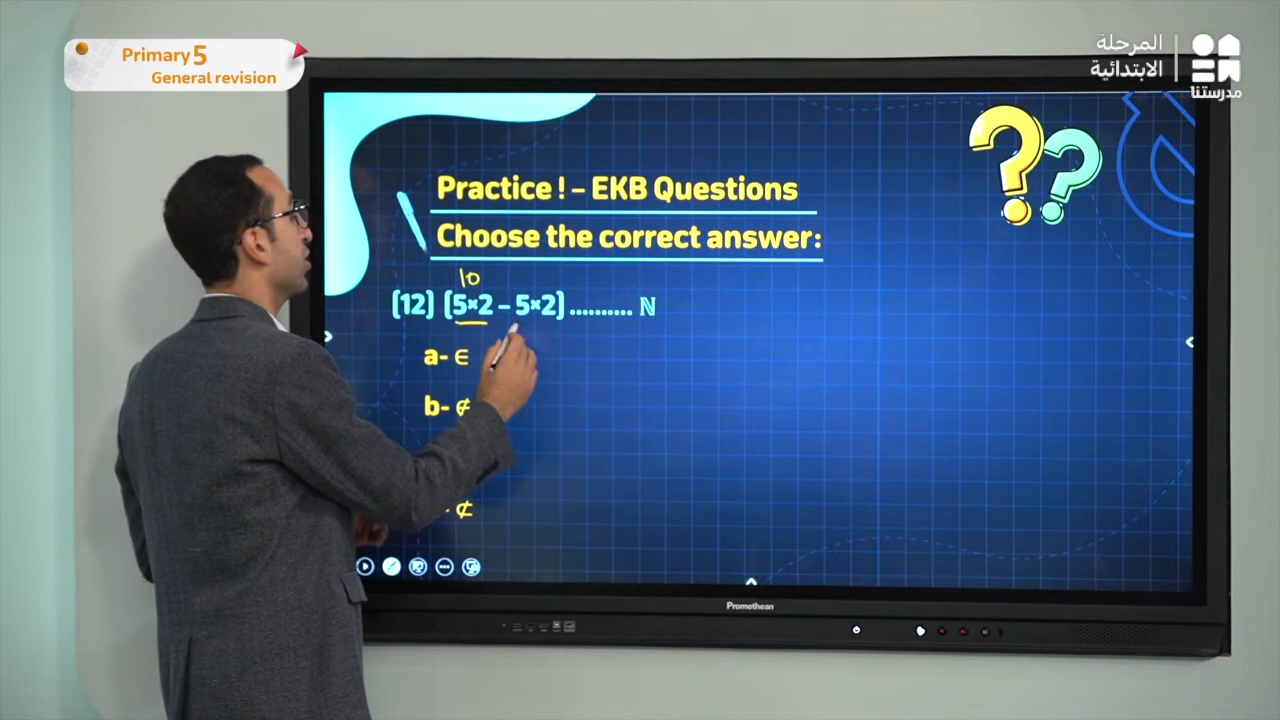 Primary 5
General revision
المرحلة
الابتدائية
مدرستنا
Practice ! - EKB Questions
Choose the correct answer:
10
(12) (5×2 - 5×2) .......... ℕ
a- ∈
b- ∉
- ⊄
Promethean